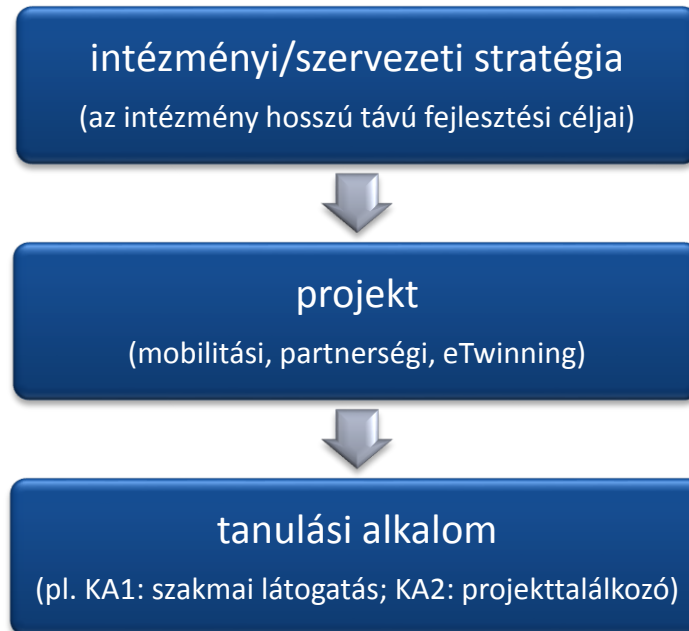 intézményi/szervezeti stratégia
(az intézmény hosszú távú fejlesztési céljai)
projekt
(mobilitási, partnerségi, eTwinning)
tanulási alkalom
(pl. KA1: szakmai látogatás; KA2: projekttalálkozó)